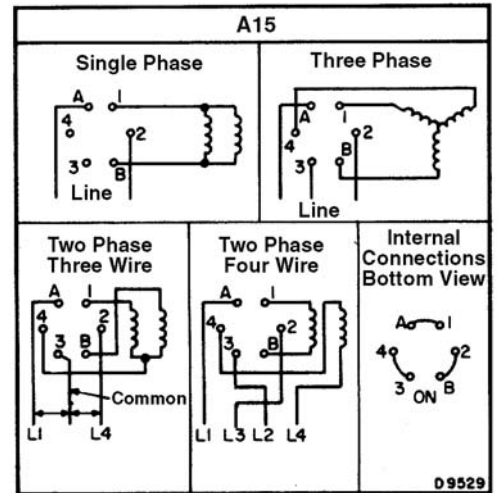 A15
Single Phase
A 1
4 2
3 B
Line
Three Phase
A 1
4 2
3 B
Line
Two Phase
Three Wire
A 1
4 2
3 B
Common
L1 L4
Two Phase
Four Wire
A 1
4 2
3 B
L1 L3 L2 L4
Internal
Connections
Bottom View
A 1
4 2
3 B
ON
D9529